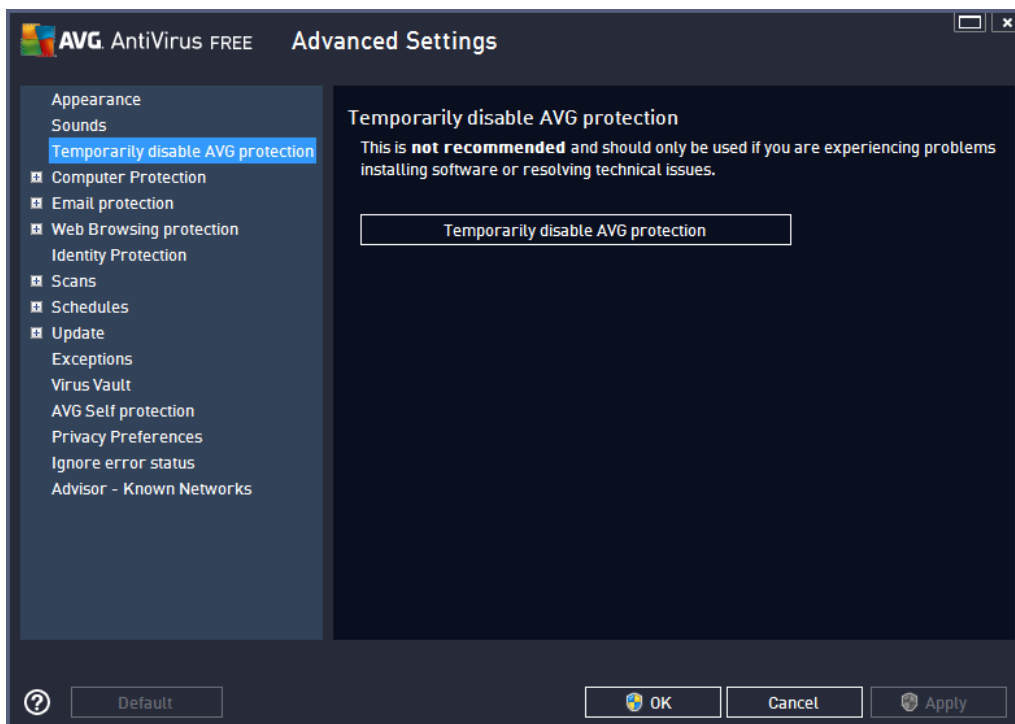 AVG. AntiVirus FREE Advanced Settings
Appearance
Sounds
Temporarily disable AVG protection
Computer Protection
Email protection
Web Browsing protection
Identity Protection
Scans
Schedules
Update
Exceptions
Virus Vault
AVG Self protection
Privacy Preferences
Ignore error status
Advisor - Known Networks
Temporarily disable AVG protection
This is not recommended and should only be used if you are experiencing problems
installing software or resolving technical issues.
Temporarily disable AVG protection
Default
OK
Cancel
Apply